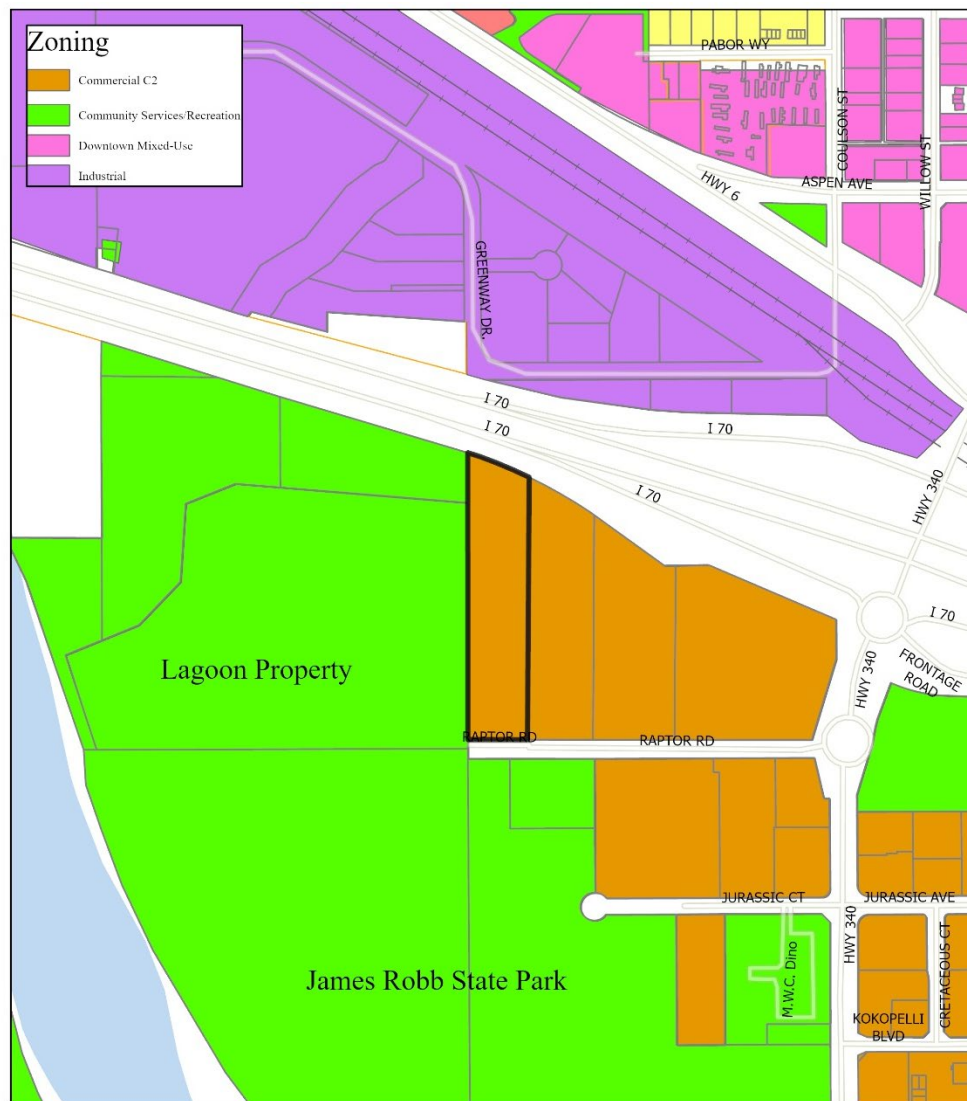 Zoning
Commercial C2
Community Services/Recreation
Downtown Mixed-Use
Industrial
PABOR WY
COULSON ST
WILLOW ST
HWY 6
ASPEN AVE
GREENWAY DR.
I 70
I 70
I 70
I 70
HWY 340
I 70
FRONTAGE
ROAD
HWY 340
Lagoon Property
RAPTOR RD
RAPTOR RD
JURASSIC CT
JURASSIC AVE
HWY 340
M.W.C. Dino
CRETACEOUS CT
James Robb State Park
KOKOPELLI
BLVD